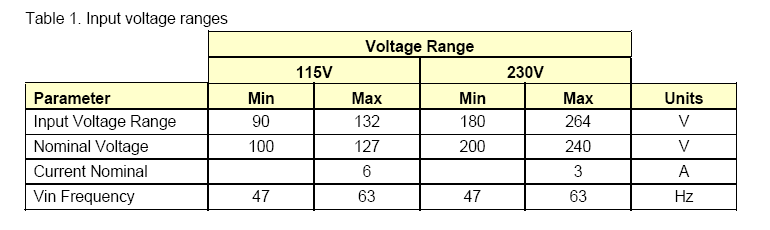 Table 1. Input voltage ranges
Voltage Range
115V 230V
Parameter Min Max Min Max Units
Input Voltage Range 90 132 180 264 V
Nominal Voltage 100 127 200 240 V
Current Nominal 6 3 A
Vin Frequency 47 63 47 63 Hz